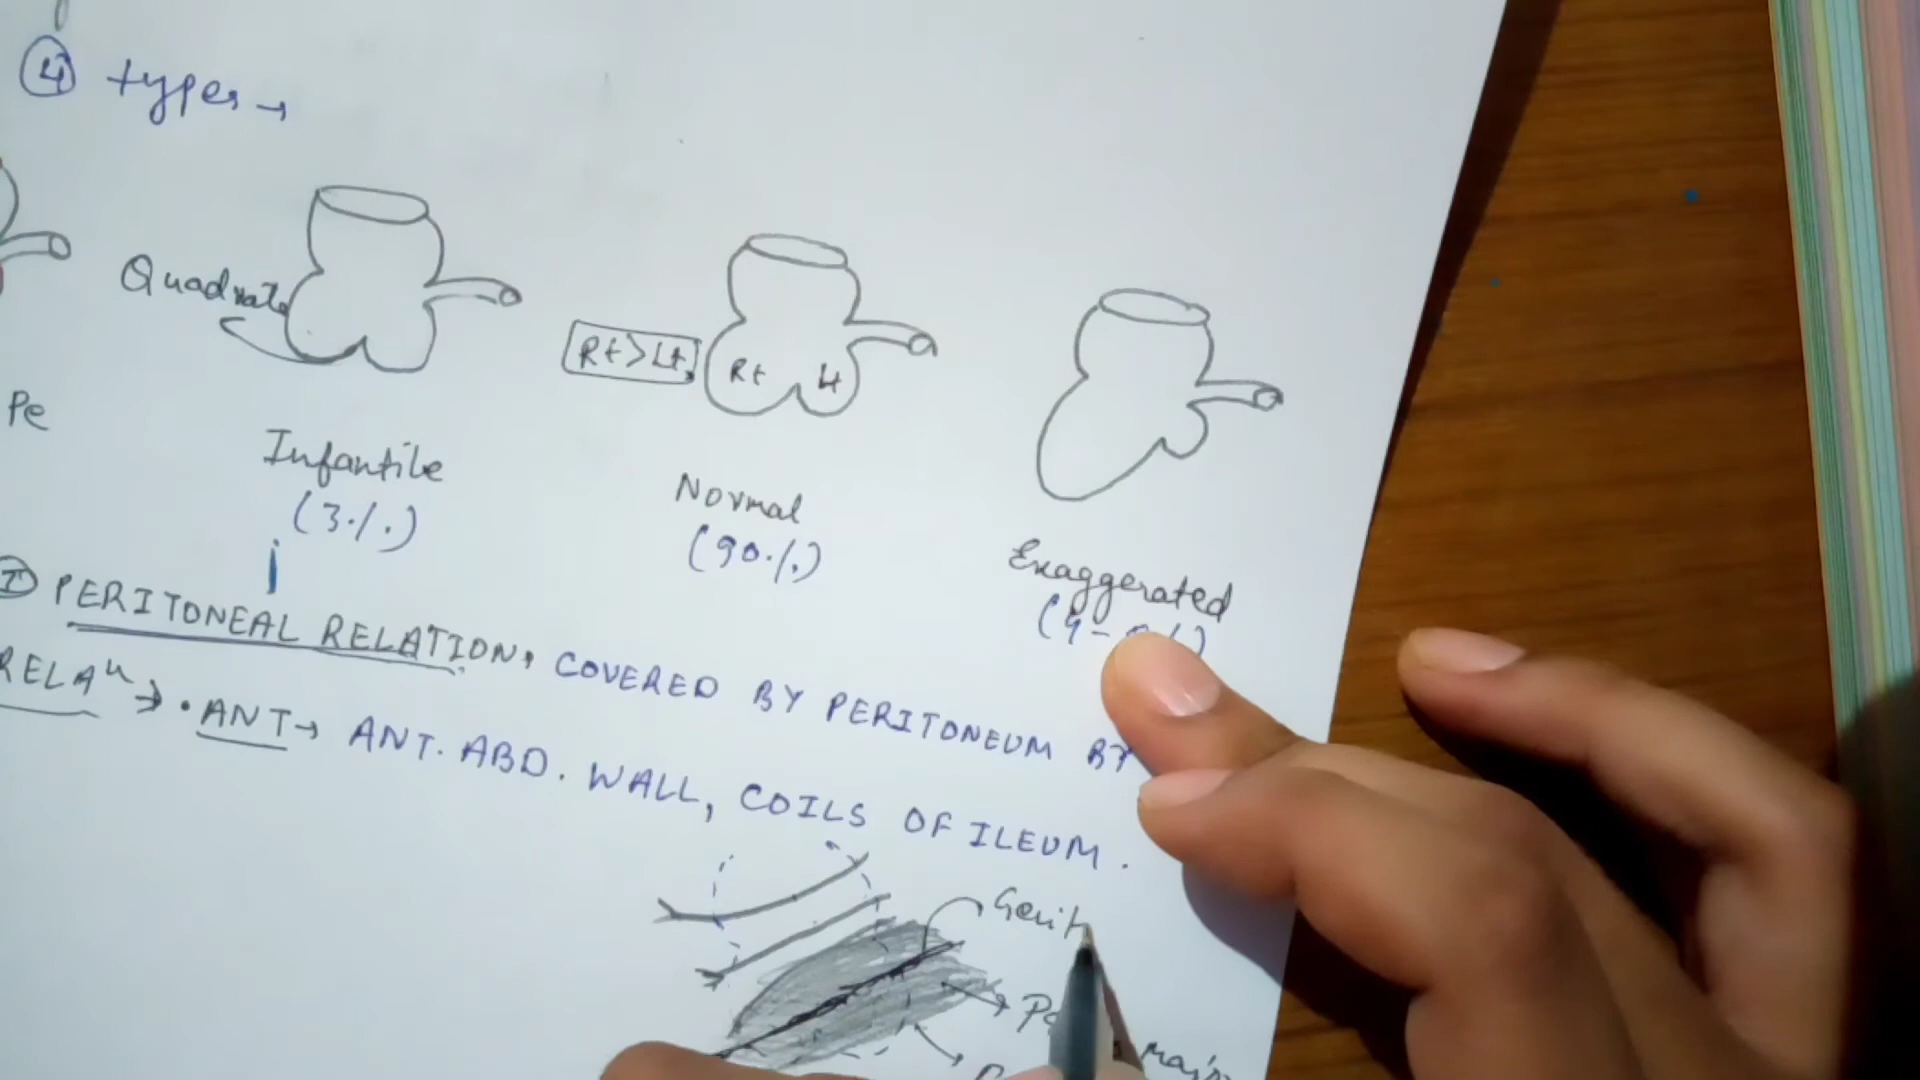 ④ types →
Quadrate
Rt > Lt
Rt Lt
Pe
Infantile
(3%)
Normal
(90%)
Exaggerated
PERITONEAL RELATION, COVERED BY PERITONEUM BY
RELAⁿ → • ANT → ANT. ABD. WALL, COILS OF ILEUM.
Genit